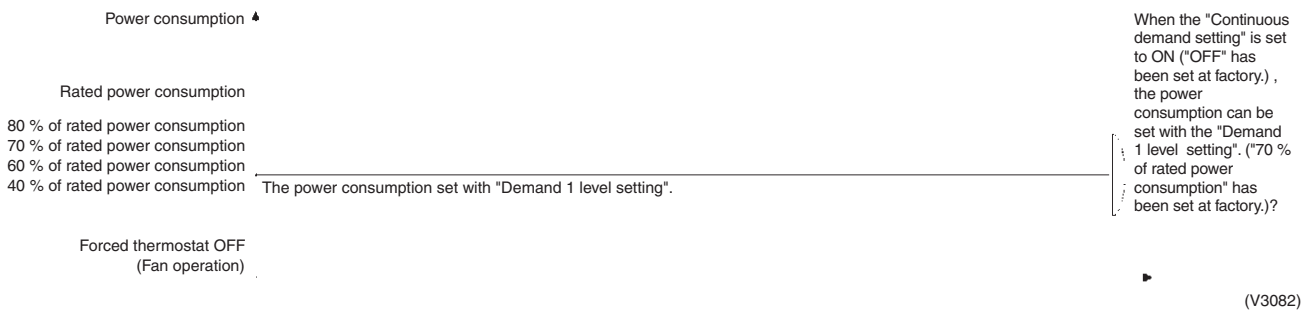 Power consumption
Rated power consumption
80 % of rated power consumption
70 % of rated power consumption
60 % of rated power consumption
40 % of rated power consumption
The power consumption set with "Demand 1 level setting".
Forced thermostat OFF
(Fan operation)
When the "Continuous
demand setting" is set
to ON ("OFF" has
been set at factory.) ,
the power
consumption can be
set with the "Demand
1 level setting". ("70 %
of rated power
consumption" has
been set at factory.)?
(V3082)